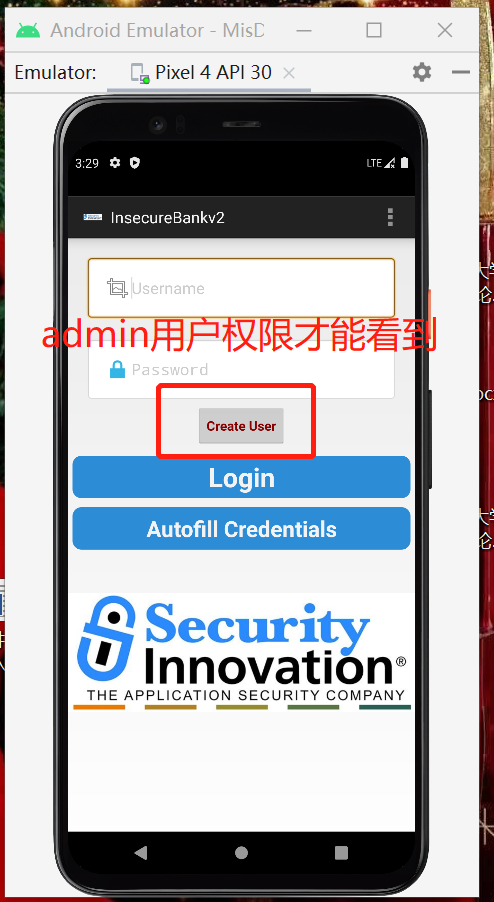 Android Emulator - MisD
Emulator:
Pixel 4 API 30
3:29
LTE
InsecureBankv2
Username
admin用户权限才能看到
Password
Create User
Login
Autofill Credentials
Security
Innovation®
THE APPLICATION SECURITY COMPANY